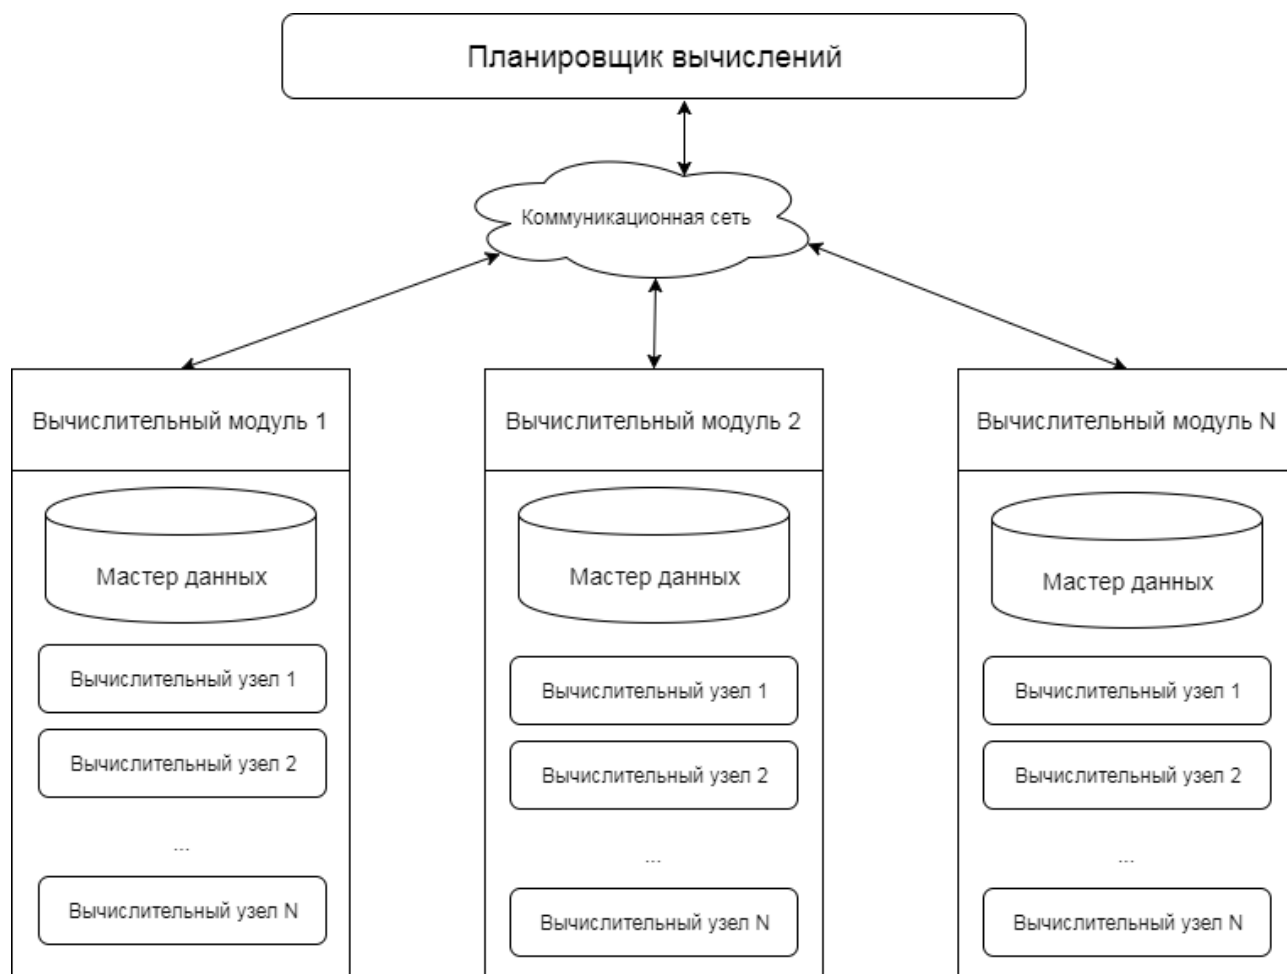 Планировщик вычислений
Коммуникационная сеть
Вычислительный модуль 1
Мастер данных
Вычислительный узел 1
Вычислительный узел 2
...
Вычислительный узел N
Вычислительный модуль 2
Мастер данных
Вычислительный узел 1
Вычислительный узел 2
...
Вычислительный узел N
Вычислительный модуль N
Мастер данных
Вычислительный узел 1
Вычислительный узел 2
...
Вычислительный узел N